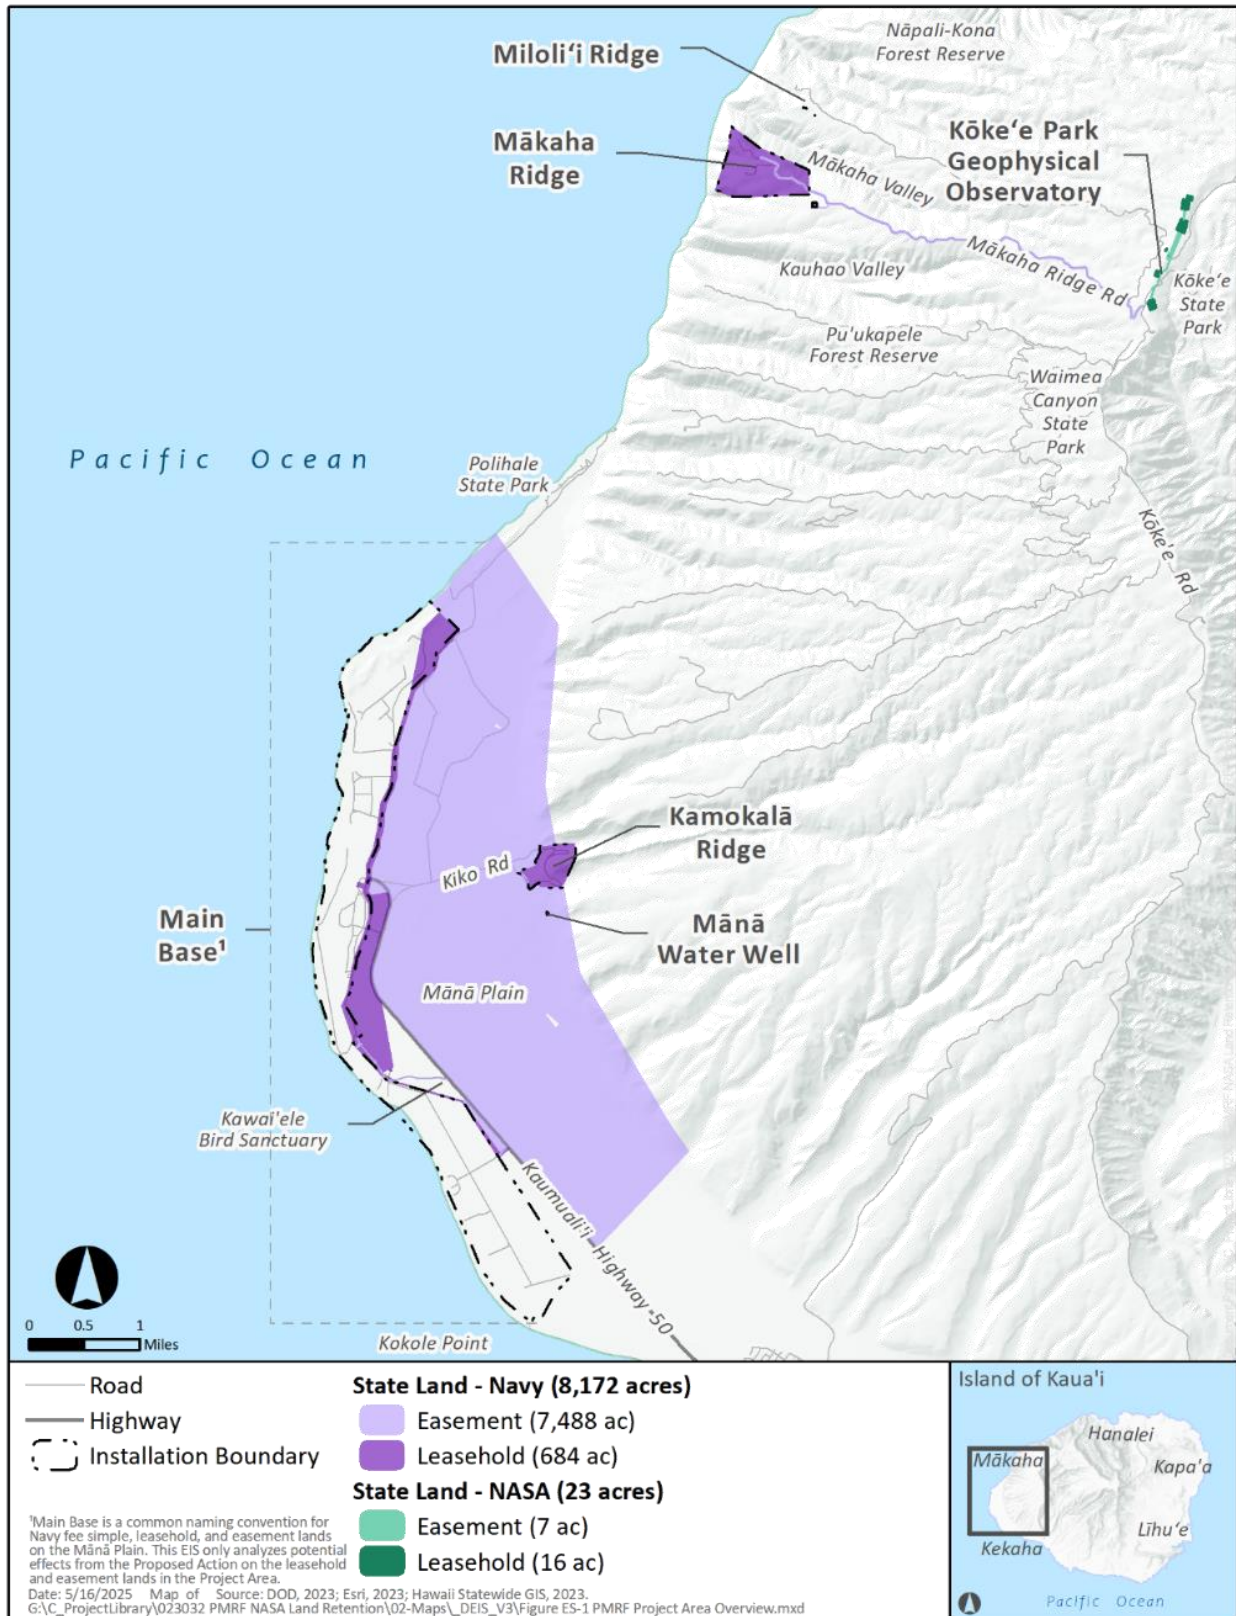 Nāpali-Kona
Forest Reserve
Miloli‘i Ridge
Mākaha
Ridge
Kōke‘e Park
Geophysical
Observatory
Mākaha Valley
Mākaha Ridge Rd
Kauhao Valley
Kōke‘e
State
Park
Pu'ukapele
Forest Reserve
Waimea
Canyon
State
Park
Pacific Ocean
Polihale
State Park
Kōke'e Rd
Kamokalā
Ridge
Kiko Rd
Main
Base¹
Mānā
Water Well
Mānā Plain
Kawai'ele
Bird Sanctuary
Kaumuali'i Highway 50
0 0.5 1
Miles
Kokole Point
Road
Highway
Installation Boundary
State Land - Navy (8,172 acres)
Easement (7,488 ac)
Leasehold (684 ac)
State Land - NASA (23 acres)
Easement (7 ac)
Leasehold (16 ac)
¹Main Base is a common naming convention for
Navy fee simple, leasehold, and easement lands
on the Mānā Plain. This EIS only analyzes potential
effects from the Proposed Action on the leasehold
and easement lands in the Project Area.
Date: 5/16/2025 Map of Source: DOD, 2023; Esri, 2023; Hawaii Statewide GIS, 2023.
G:\C_ProjectLibrary\023032 PMRF NASA Land Retention\02-Maps\_DEIS_V3\Figure ES-1 PMRF Project Area Overview.mxd
Island of Kaua'i
Hanalei
Mākaha
Kapa'a
Līhu‘e
Kekaha
Pacific Ocean